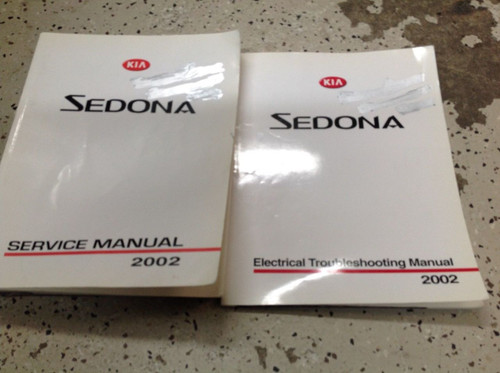 KIA
SEDONA
SERVICE MANUAL
2002
KIA
SEDONA
Electrical Troubleshooting Manual
2002